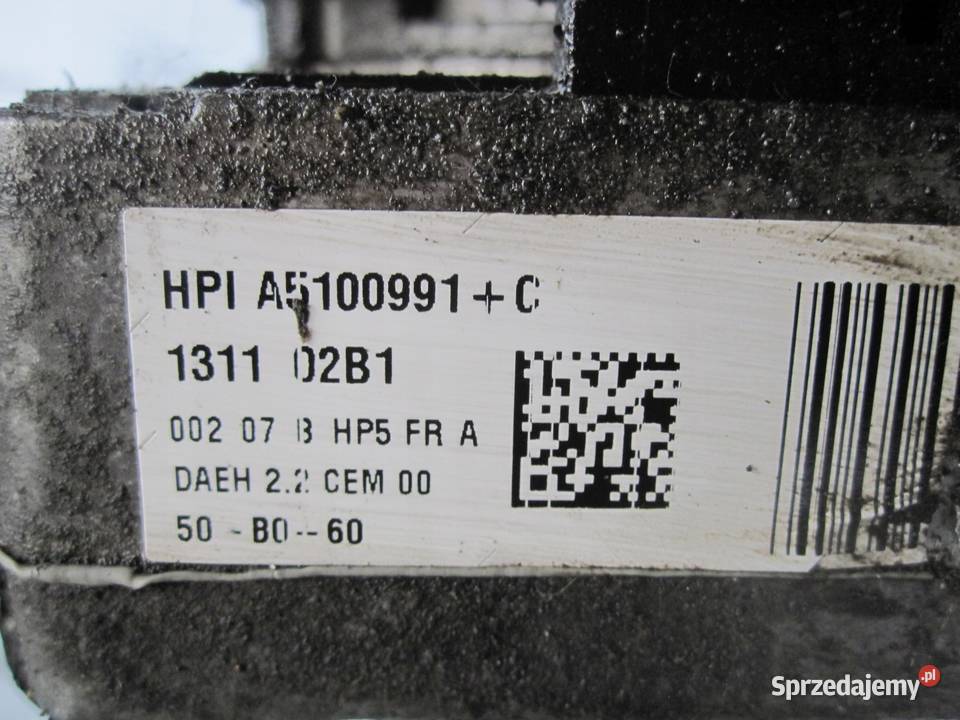 HPI A5100991+C
1311 02B1
002 07 B HP5 FR A
DAEH 2.2 CEM 00
50 - B0--60
Sprzedajemy.pl